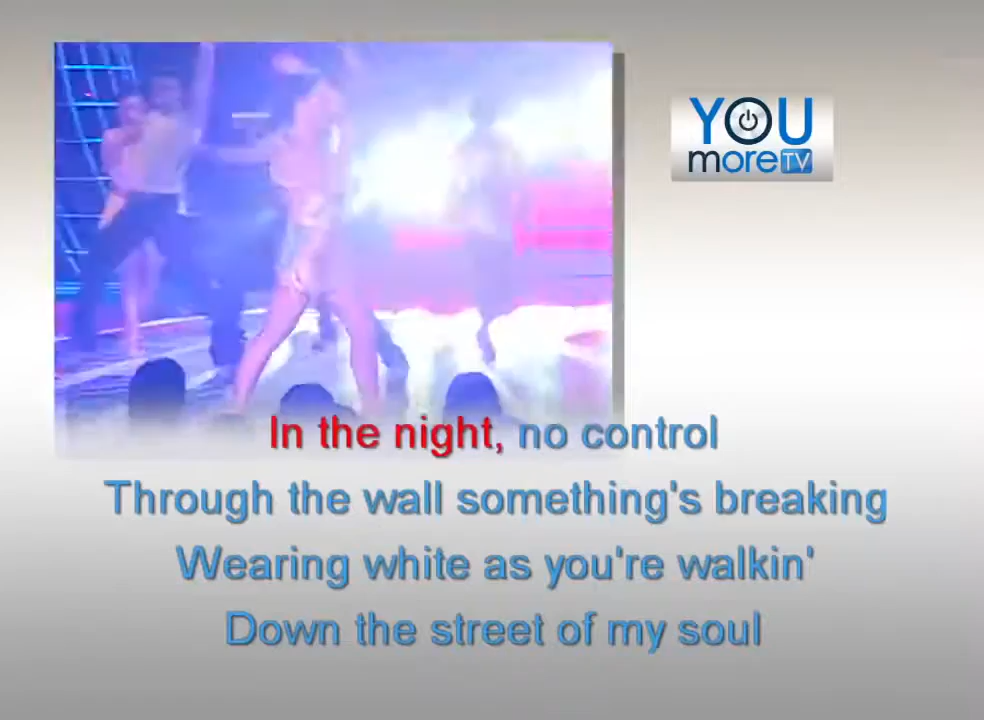 YOU
moreTV
In the night, no control
Through the wall something's breaking
Wearing white as you're walkin'
Down the street of my soul